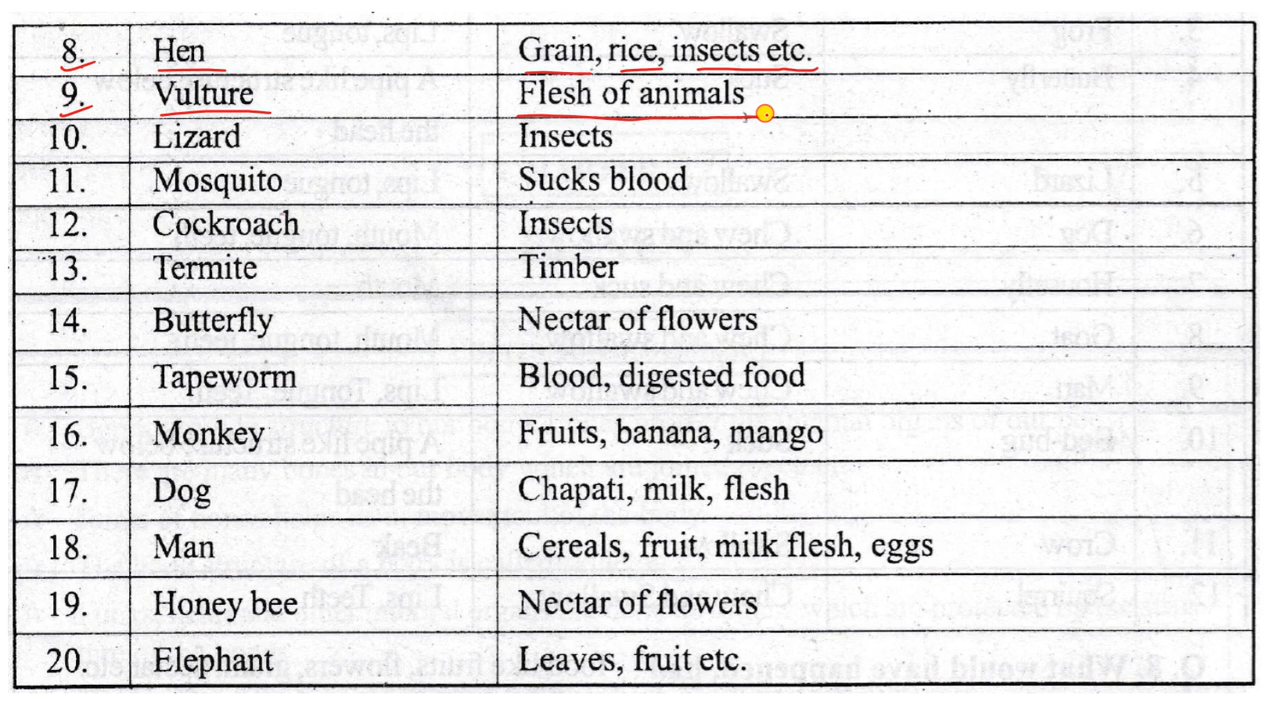 8. Hen Grain, rice, insects etc.
9. Vulture Flesh of animals
10. Lizard Insects
11. Mosquito Sucks blood
12. Cockroach Insects
13. Termite Timber
14. Butterfly Nectar of flowers
15. Tapeworm Blood, digested food
16. Monkey Fruits, banana, mango
17. Dog Chapati, milk, flesh
18. Man Cereals, fruit, milk flesh, eggs
19. Honey bee Nectar of flowers
20. Elephant Leaves, fruit etc.